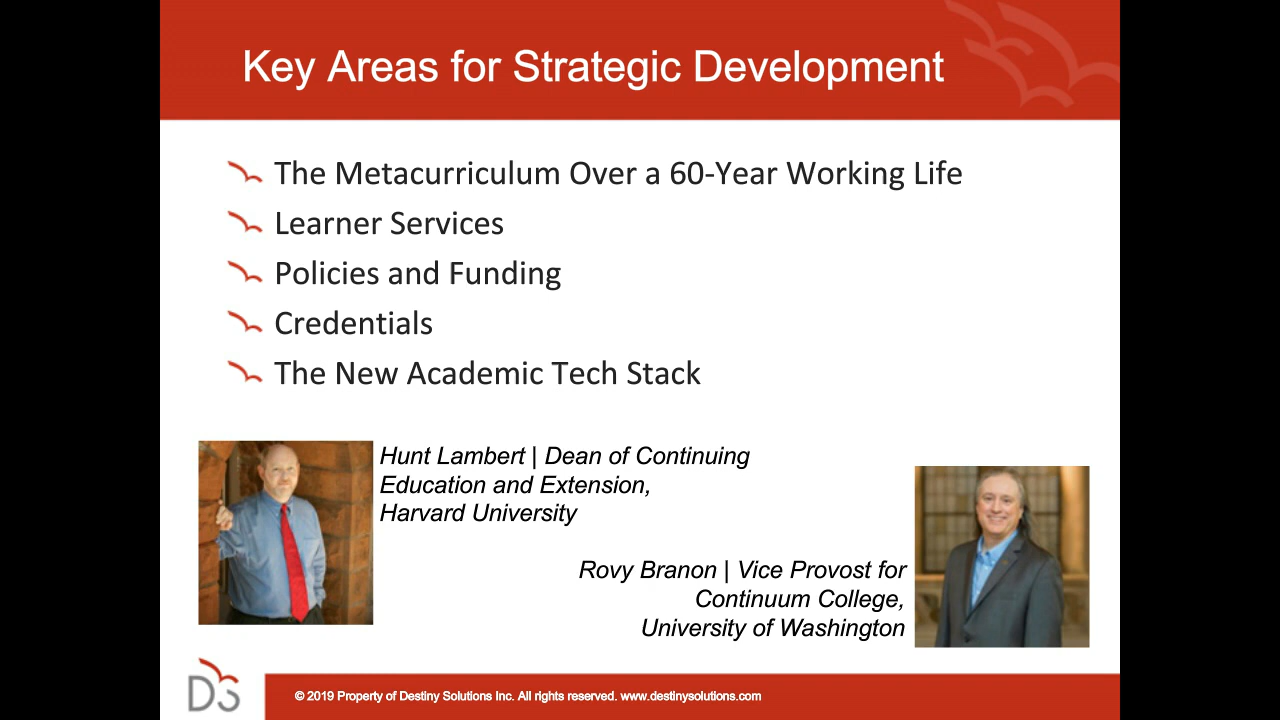 Key Areas for Strategic Development
The Metacurriculum Over a 60-Year Working Life
Learner Services
Policies and Funding
Credentials
The New Academic Tech Stack
Hunt Lambert | Dean of Continuing
Education and Extension,
Harvard University
Rovy Branon | Vice Provost for
Continuum College,
University of Washington
DS
© 2019 Property of Destiny Solutions Inc. All rights reserved. www.destinysolutions.com